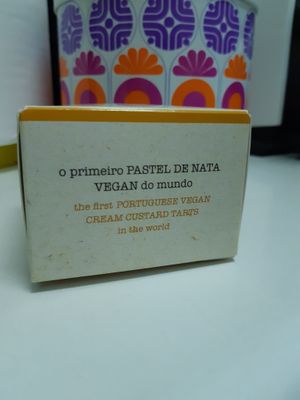 o primeiro PASTEL DE NATA
VEGAN do mundo
the first PORTUGUESE VEGAN
CREAM CUSTARD TARTS
in the world